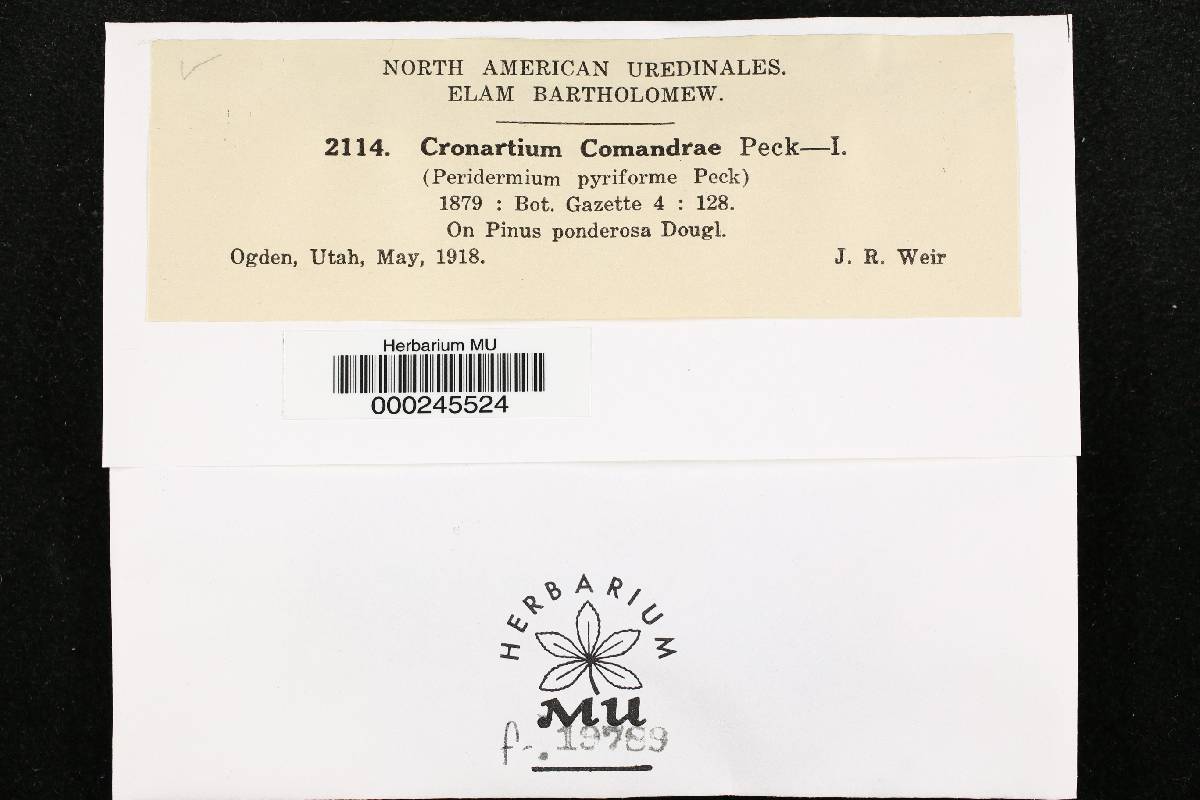 NORTH AMERICAN UREDINALES.
ELAM BARTHOLOMEW.
2114. Cronartium Comandrae Peck—I.
(Peridermium pyriforme Peck)
1879 : Bot. Gazette 4 : 128.
On Pinus ponderosa Dougl.
Ogden, Utah, May, 1918. J. R. Weir
Herbarium MU
000245524
HERBARIUM
MU
f-. 19789